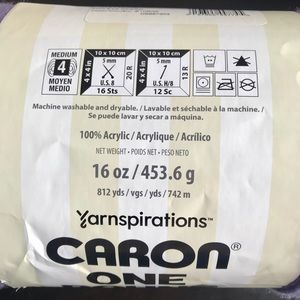 MEDIUM
4
MOYEN
MEDIO
10 x 10 cm
4 x 4 in
5 mm
U.S. 8
20 R
16 Sts
10 x 10 cm
4 x 4 in
5 mm
U.S. H/8
13 R
12 Sc
Machine washable and dryable. / Lavable et séchable à la machine. /
Se puede lavar y secar a máquina.
100% Acrylic / Acrylique / Acrílico
NET WEIGHT • POIDS NET • PESO NETO
16 oz / 453.6 g
812 yds / vgs / yds / 742 m
Yarnspirations™
CARON®
ONE